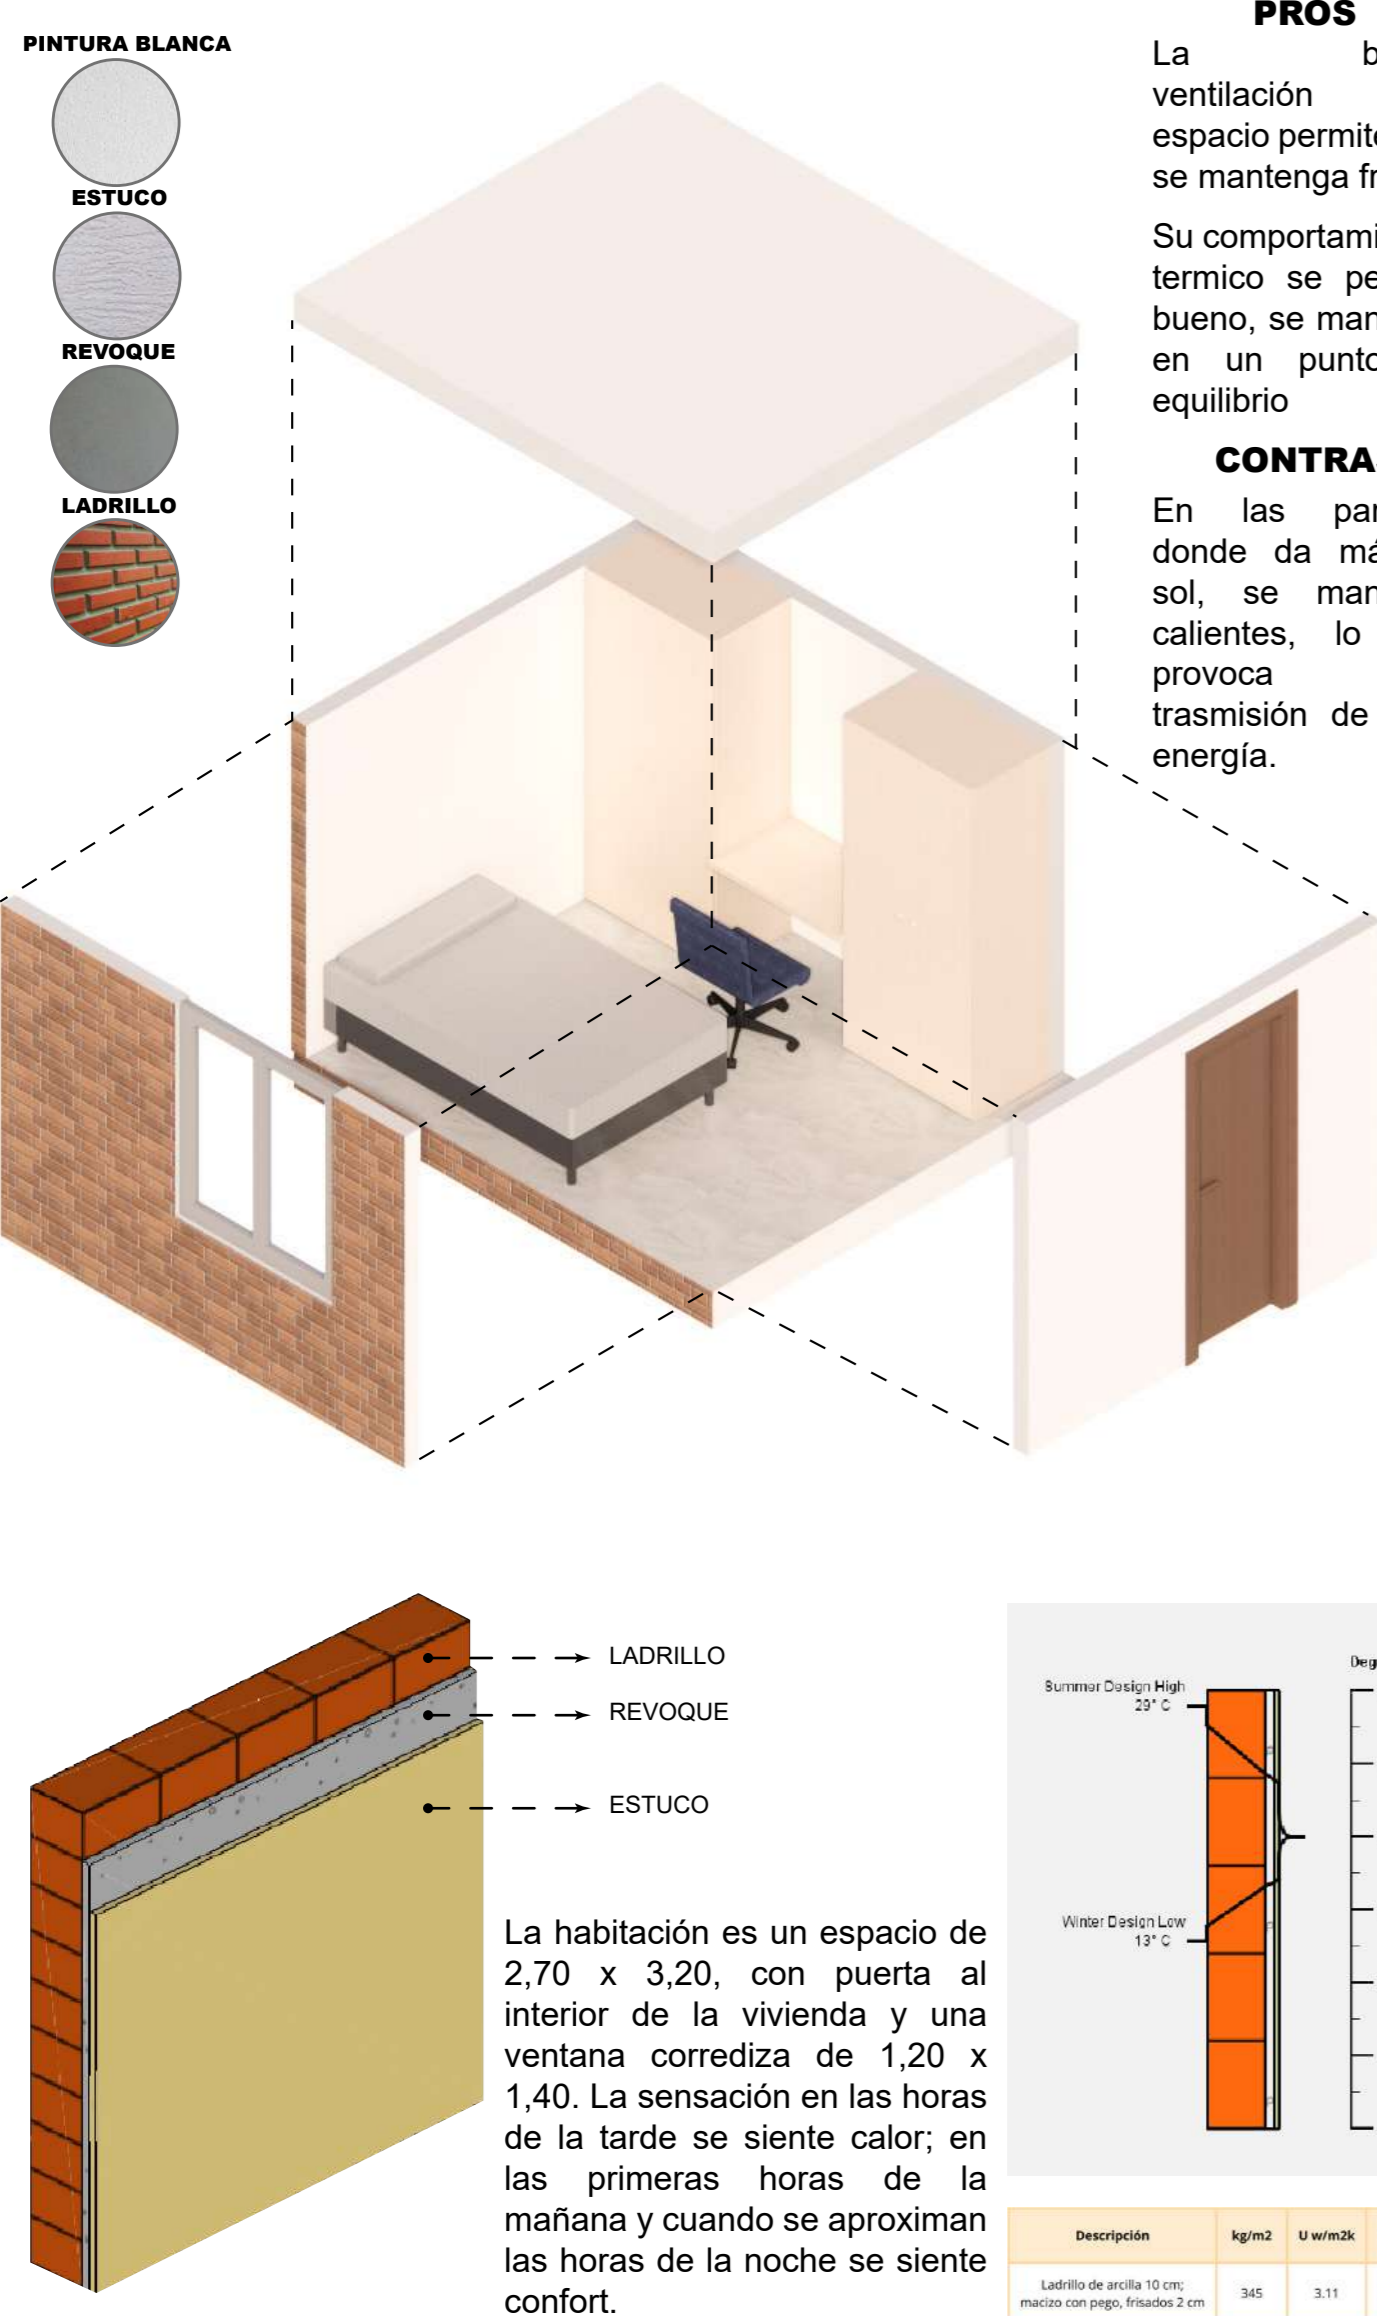 PINTURA BLANCA
ESTUCO
REVOQUE
LADRILLO
PROS
La b
ventilación
espacio permite
se mantenga fr
Su comportami
termico se pe
bueno, se man
en un punto
equilibrio
CONTRA
En las par
donde da má
sol, se man
calientes, lo
provoca
trasmisión de
energía.
LADRILLO
REVOQUE
ESTUCO
La habitación es un espacio de
2,70 x 3,20, con puerta al
interior de la vivienda y una
ventana corrediza de 1,20 x
1,40. La sensación en las horas
de la tarde se siente calor; en
las primeras horas de la
mañana y cuando se aproximan
las horas de la noche se siente
confort.
Deg
Summer Design High
29° C
Winter Design Low
13° C
Descripción kg/m2 U w/m2k
Ladrillo de arcilla 10 cm;
macizo con pego, frisados 2 cm 345 3.11